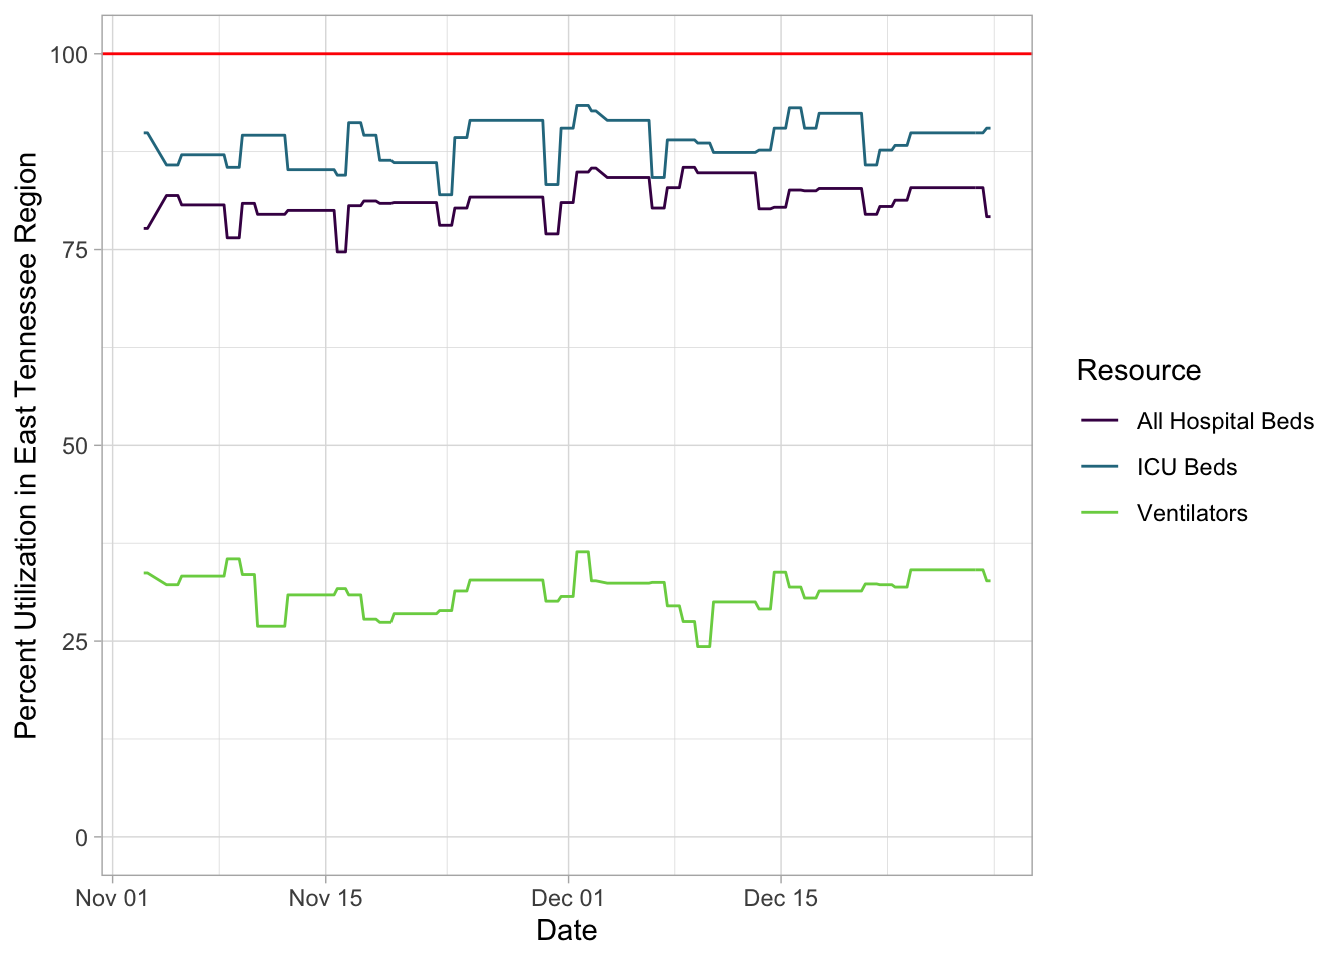 Percent Utilization in East Tennessee Region
100
75
50
25
0
Nov 01
Nov 15
Dec 01
Dec 15
Date
Resource
All Hospital Beds
ICU Beds
Ventilators